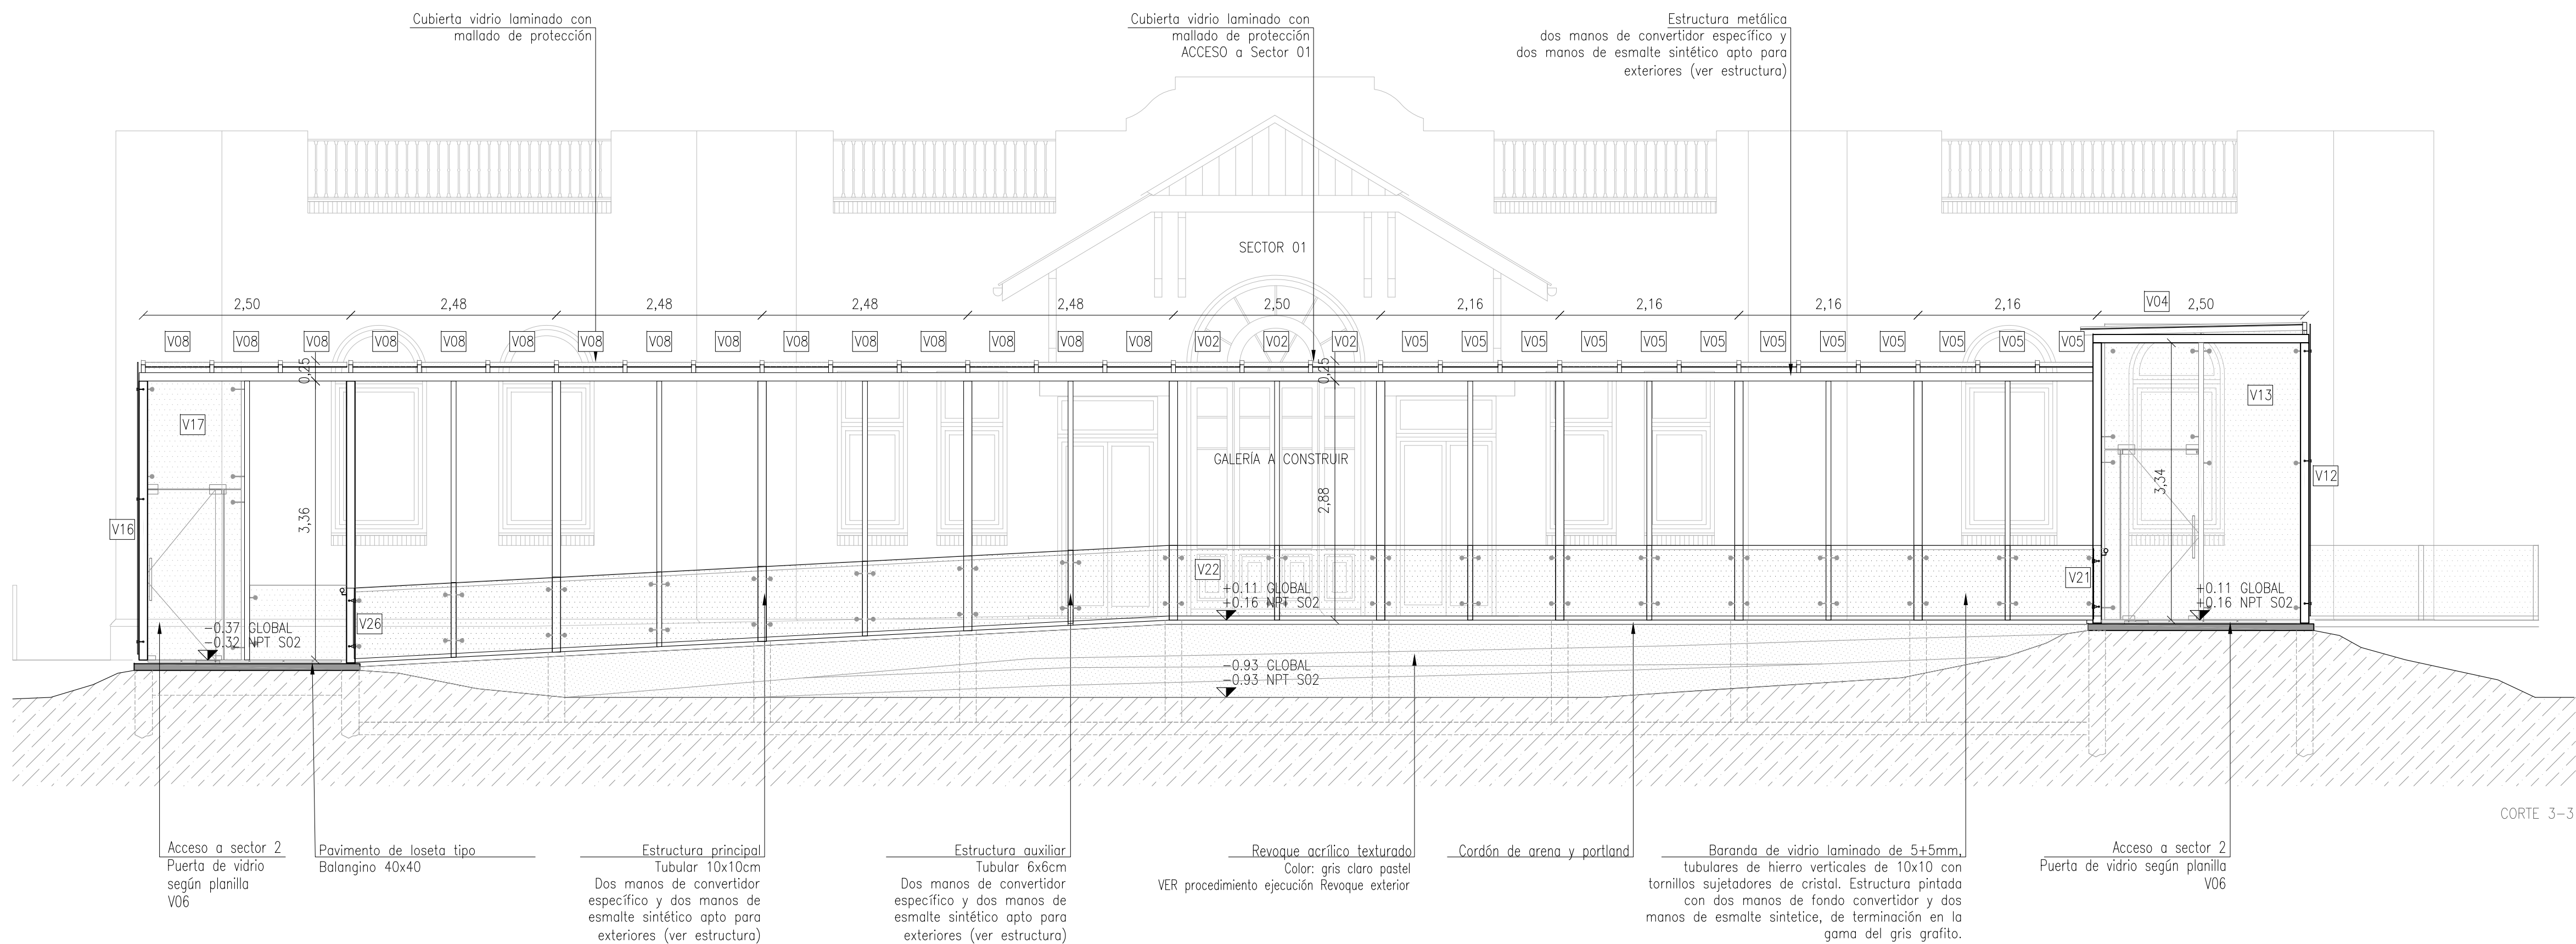 Cubierta vidrio laminado con
mallado de protección
Cubierta vidrio laminado con
mallado de protección
ACCESO a Sector 01
Estructura metálica
dos manos de convertidor específico y
dos manos de esmalte sintético apto para
exteriores (ver estructura)
SECTOR 01
2,50 2,48 2,48 2,48 2,48 2,50 2,16 2,16 2,16 2,16 V04 2,50
V08 V08 V08 V08 V08 V08 V08 V08 V08 V08 V08 V08 V08 V08 V08 V02 V02 V02 V05 V05 V05 V05 V05 V05 V05 V05 V05 V05 V05 V05
0,25 0,25
V17 V13
GALERÍA A CONSTRUIR
3,36 2,88 3,34
V16 V12
V22 V21
V26
+0.11 GLOBAL
+0.16 NPT S02
+0.11 GLOBAL
+0.16 NPT S02
-0.37 GLOBAL
-0.32 NPT S02
-0.93 GLOBAL
-0.93 NPT S02
CORTE 3-3
Acceso a sector 2
Puerta de vidrio
según planilla
V06
Pavimento de loseta tipo
Balangino 40x40
Estructura principal
Tubular 10x10cm
Dos manos de convertidor
específico y dos manos de
esmalte sintético apto para
exteriores (ver estructura)
Estructura auxiliar
Tubular 6x6cm
Dos manos de convertidor
específico y dos manos de
esmalte sintético apto para
exteriores (ver estructura)
Revoque acrílico texturado
Color: gris claro pastel
VER procedimiento ejecución Revoque exterior
Cordón de arena y portland
Baranda de vidrio laminado de 5+5mm,
tubulares de hierro verticales de 10x10 con
tornillos sujetadores de cristal. Estructura pintada
con dos manos de fondo convertidor y dos
manos de esmalte sintetice, de terminación en la
gama del gris grafito.
Acceso a sector 2
Puerta de vidrio según planilla
V06